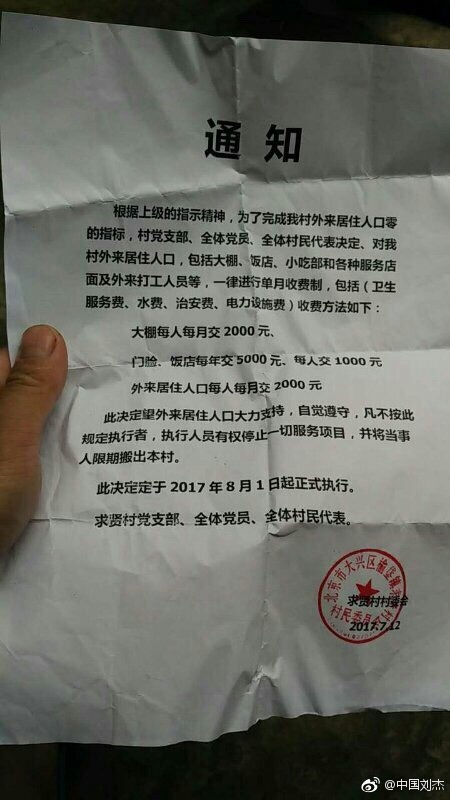 通 知
根据上级的指示精神，为了完成我村外来居住人口零
的指标，村党支部、全体党员、全体村民代表决定、对我
村外来居住人口，包括大棚、饭店、小吃部和各种服务店
面及外来打工人员等，一律进行单月收费制，包括（卫生
服务费、水费、治安费、电力设施费）收费方法如下：
大棚每人每月交 2000 元、
门脸、饭店每年交 5000 元、每人交 1000 元
外来居住人口每人每月交 2000 元
此决定望外来居住人口大力支持，自觉遵守，凡不按此
规定执行者，执行人员有权停止一切服务项目，并将当事
人限期搬出本村。
此决定定于 2017 年 8 月 1 日起正式执行。
求贤村党支部、全体党员、全体村民代表。
北京市大兴区榆垡镇
村民委员会
求贤村村委会
2017.7.12
@中国刘杰